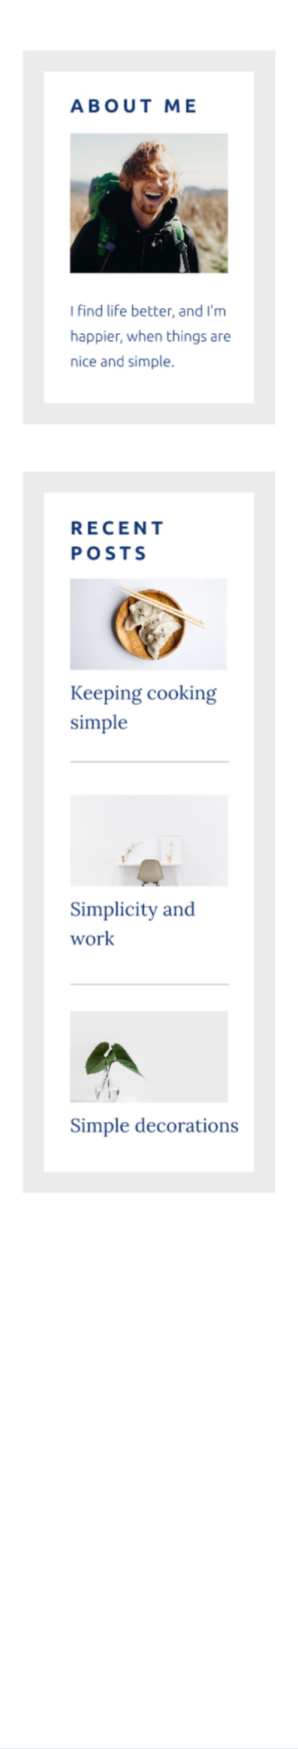 ABOUT ME
I find life better, and I'm
happier, when things are
nice and simple.
RECENT
POSTS
Keeping cooking
simple
Simplicity and
work
Simple decorations